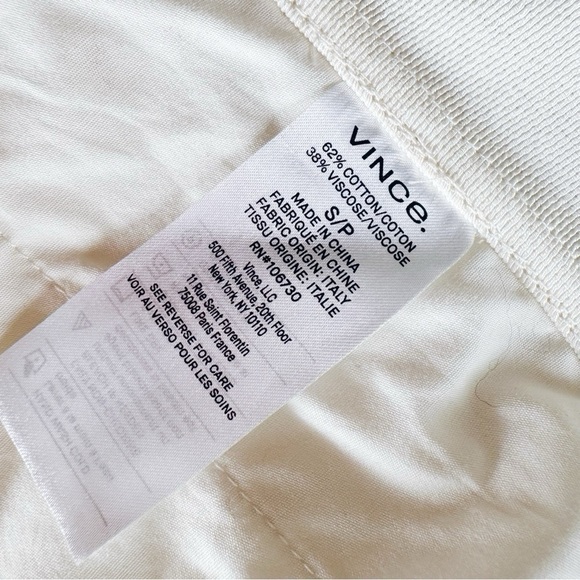 VINCE.
62% COTTON/COTON
38% VISCOSE/VISCOSE
S/P
MADE IN CHINA
FABRIQUÉ EN CHINE
FABRIC ORIGIN: ITALY
TISSU ORIGINE: ITALIE
RN#106730
Vince, LLC
500 Fifth Avenue, 20th Floor
New York, NY 10110
11 Rue Saint Florentin
75008 Paris France
SEE REVERSE FOR CARE
VOIR AU VERSO POUR LES SOINS